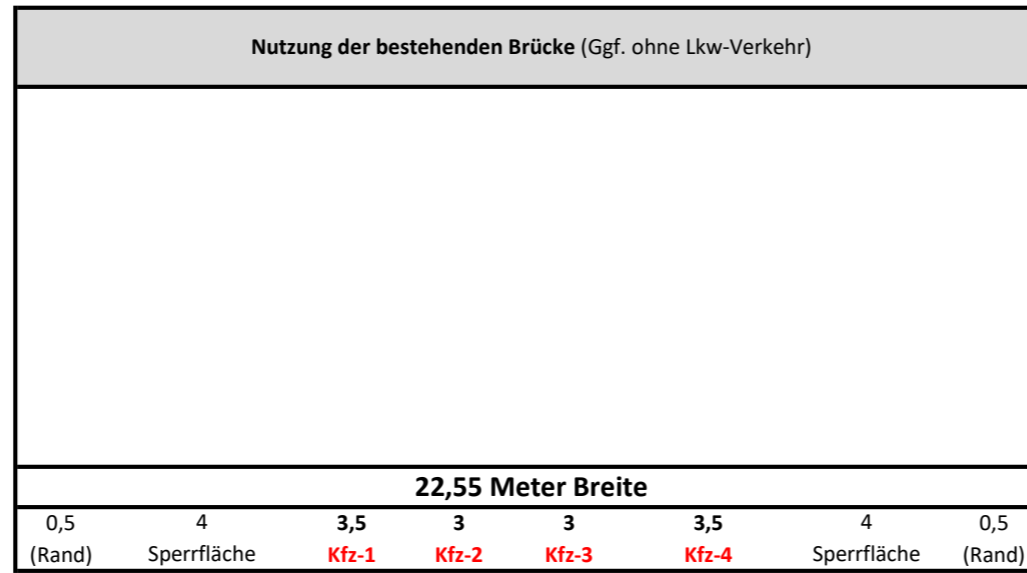 Nutzung der bestehenden Brücke (Ggf. ohne Lkw-Verkehr)
22,55 Meter Breite
0,5 4 3,5 3 3 3,5 4 0,5
(Rand) Sperrfläche Kfz-1 Kfz-2 Kfz-3 Kfz-4 Sperrfläche (Rand)